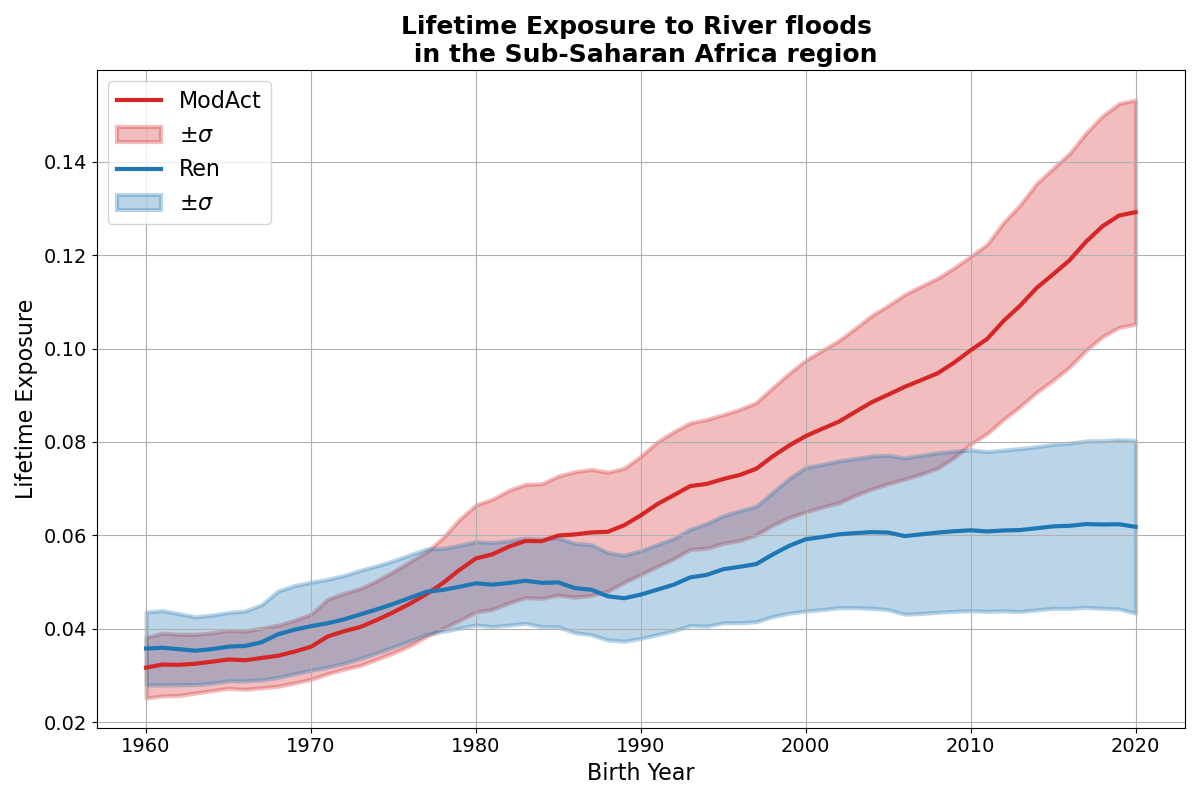 Lifetime Exposure to River floods
in the Sub-Saharan Africa region
ModAct
±σ
Ren
±σ
Lifetime Exposure
0.14
0.12
0.10
0.08
0.06
0.04
0.02
1960 1970 1980 1990 2000 2010 2020
Birth Year